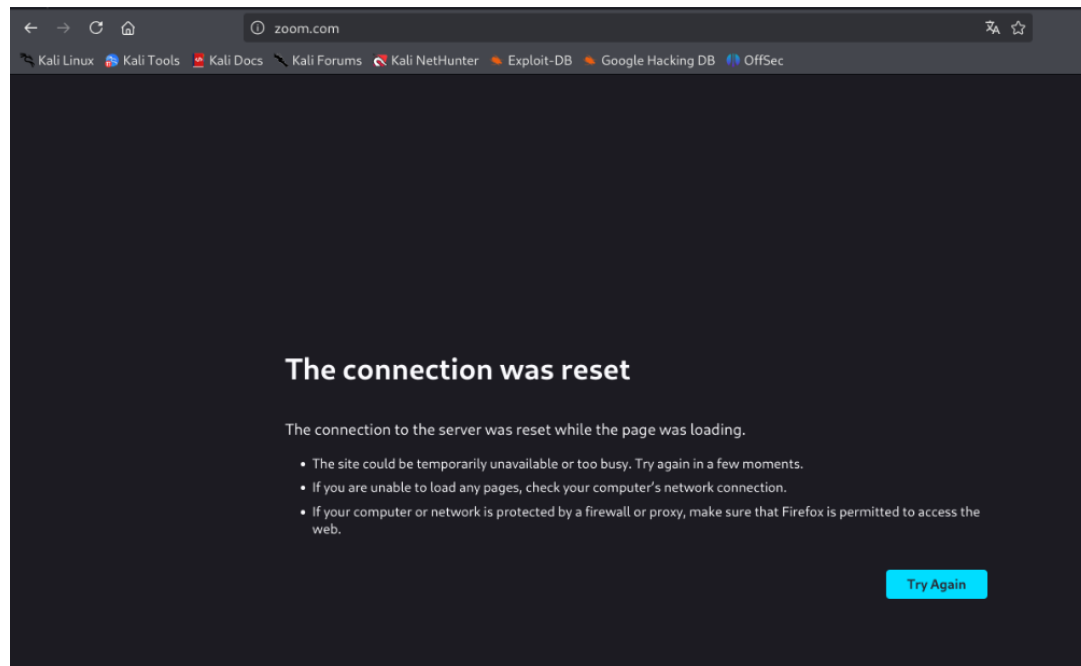 zoom.com
Kali Linux Kali Tools Kali Docs Kali Forums Kali NetHunter Exploit-DB Google Hacking DB OffSec
The connection was reset
The connection to the server was reset while the page was loading.
• The site could be temporarily unavailable or too busy. Try again in a few moments.
• If you are unable to load any pages, check your computer’s network connection.
• If your computer or network is protected by a firewall or proxy, make sure that Firefox is permitted to access the
web.
Try Again